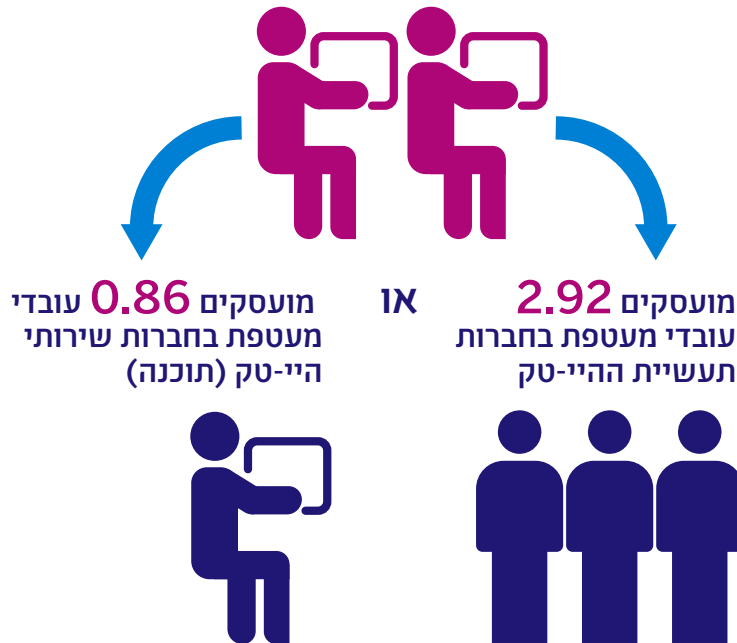 מועסקים 2.92
עובדי מעטפת בחברות
תעשיית ההיי-טק
או
מועסקים 0.86 עובדי
מעטפת בחברות שירותי
היי-טק (תוכנה)